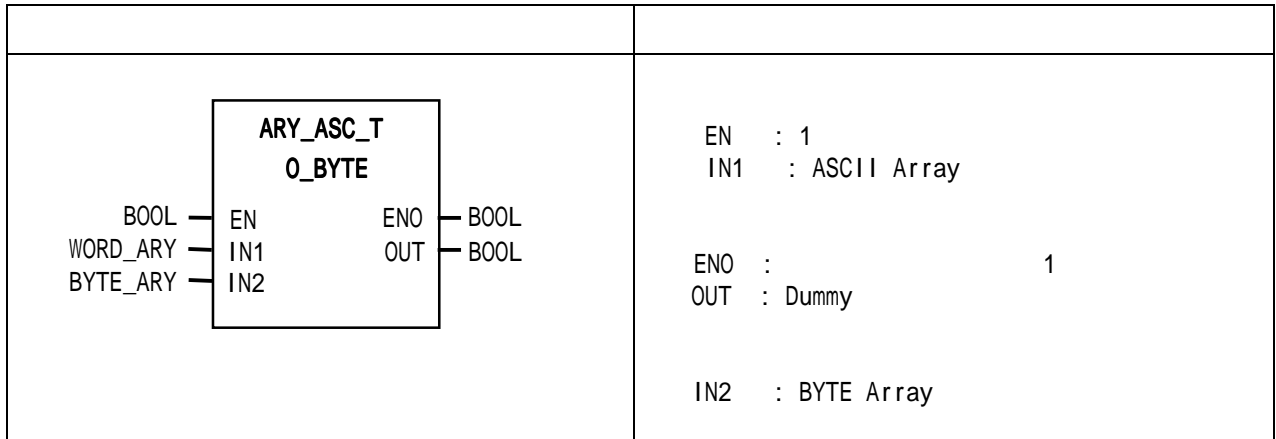 ARY_ASC_T
O_BYTE
BOOL EN ENO BOOL
WORD_ARY IN1 OUT BOOL
BYTE_ARY IN2
EN : 1
IN1 : ASCII Array
ENO : 1
OUT : Dummy
IN2 : BYTE Array